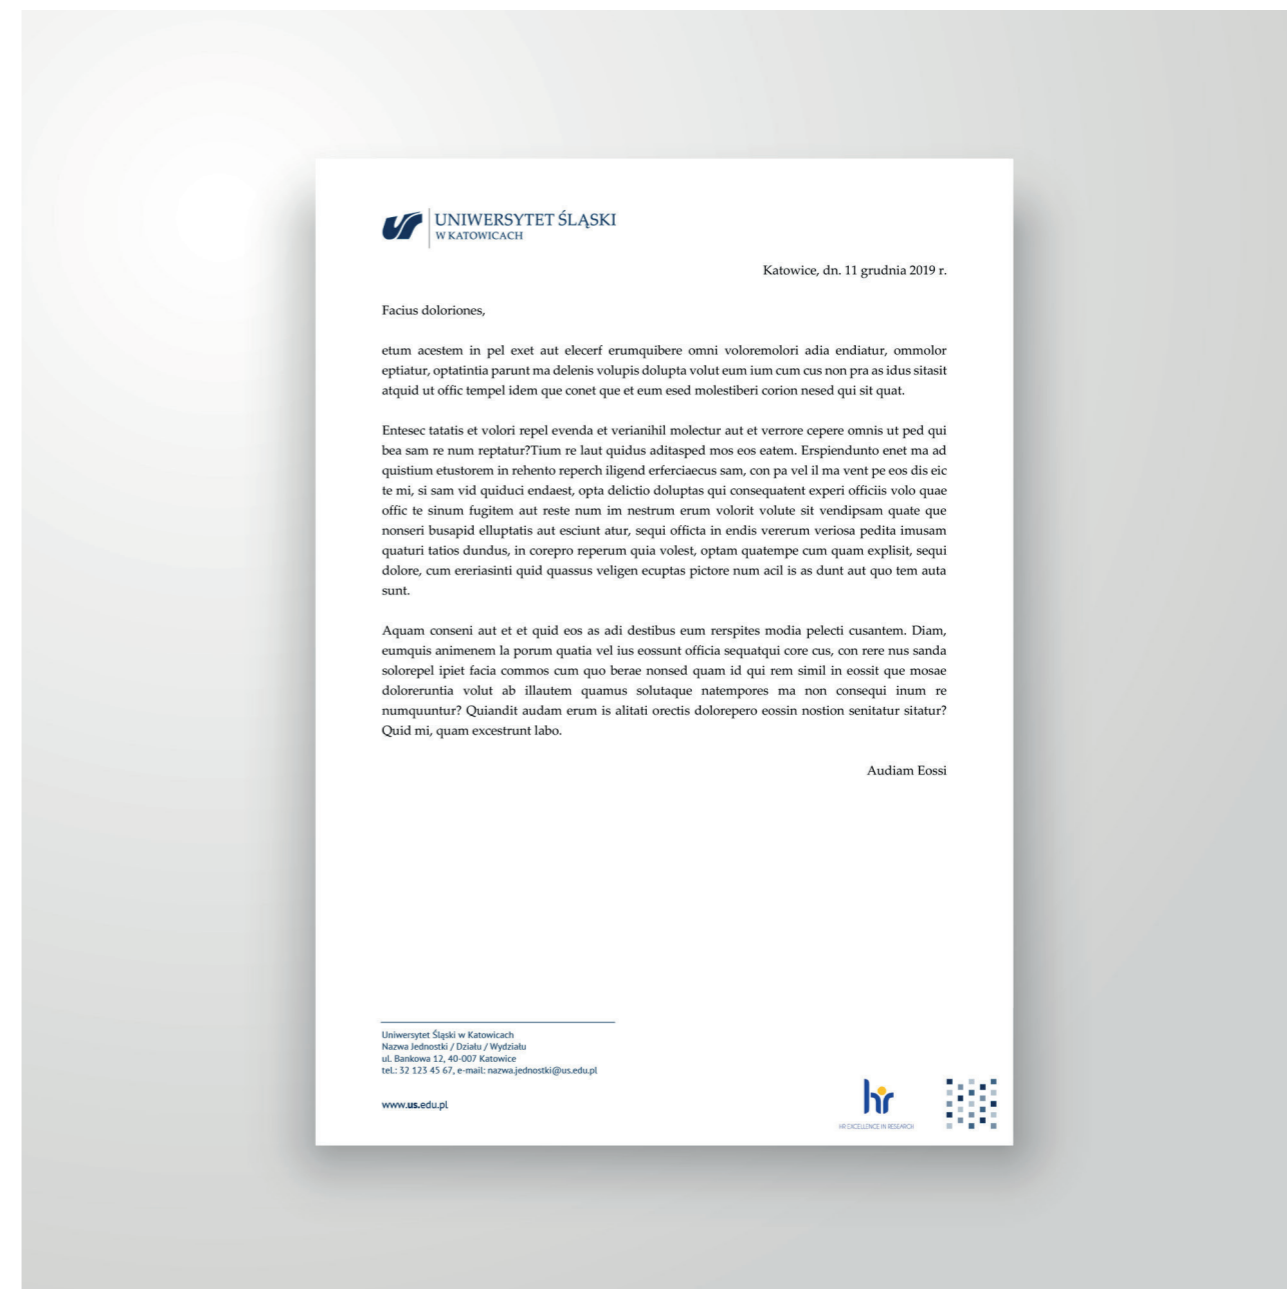 UNIWERSYTET ŚLĄSKI
W KATOWICACH
Katowice, dn. 11 grudnia 2019 r.
Facius doloriones,
etum acestem in pel exet aut elecerf erumquibere omni voloremolori adia endiatur, ommolor
eptiatur, optatintia parunt ma delenis volupis dolupta volut eum ium cum cus non pra as idus sitasit
atquid ut offic tempel idem que conet que et eum esed molestiberi corion nesed qui sit quat.
Entesec tatatis et volori repel evenda et verianihil molectur aut et verrore cepere omnis ut ped qui
bea sam re num reptatur?Tium re laut quidus aditasped mos eos eatem. Erspiendunto enet ma ad
quistium etustorem in rehento reperch iligend erferciaecus sam, con pa vel il ma vent pe eos dis eic
te mi, si sam vid quiduci endaest, opta delictio doluptas qui consequatent experi officiis volo quae
offic te sinum fugitem aut reste num im nestrum erum volorit volute sit vendipsam quate que
nonseri busapid elluptatis aut esciunt atur, sequi officta in endis vererum veriosa pedita imusam
quaturi tatios dundus, in corepro reperum quia volest, optam quatempe cum quam explisit, sequi
dolore, cum ereriasinti quid quassus veligen ecuptas pictore num acil is as dunt aut quo tem auta
sunt.
Aquam conseni aut et et quid eos as adi destibus eum rerspites modia pelecti cusantem. Diam,
eumquis animenem la porum quatia vel ius eossunt officia sequatqui core cus, con rere nus sanda
solorepel ipiet facia commos cum quo berae nonsed quam id qui rem simil in eossit que mosae
doloreruntia volut ab illautem quamus solutaque natempores ma non consequi inum re
numquuntur? Quiandit audam erum is alitati orectis dolorepero eossin nostion senitatur sitatur?
Quid mi, quam excestrunt labo.
Audiam Eossi
Uniwersytet Śląski w Katowicach
Nazwa Jednostki / Działu / Wydziału
ul. Bankowa 12, 40-007 Katowice
tel.: 32 123 45 67, e-mail: nazwa.jednostki@us.edu.pl
www.us.edu.pl
hr
HR EXCELLENCE IN RESEARCH